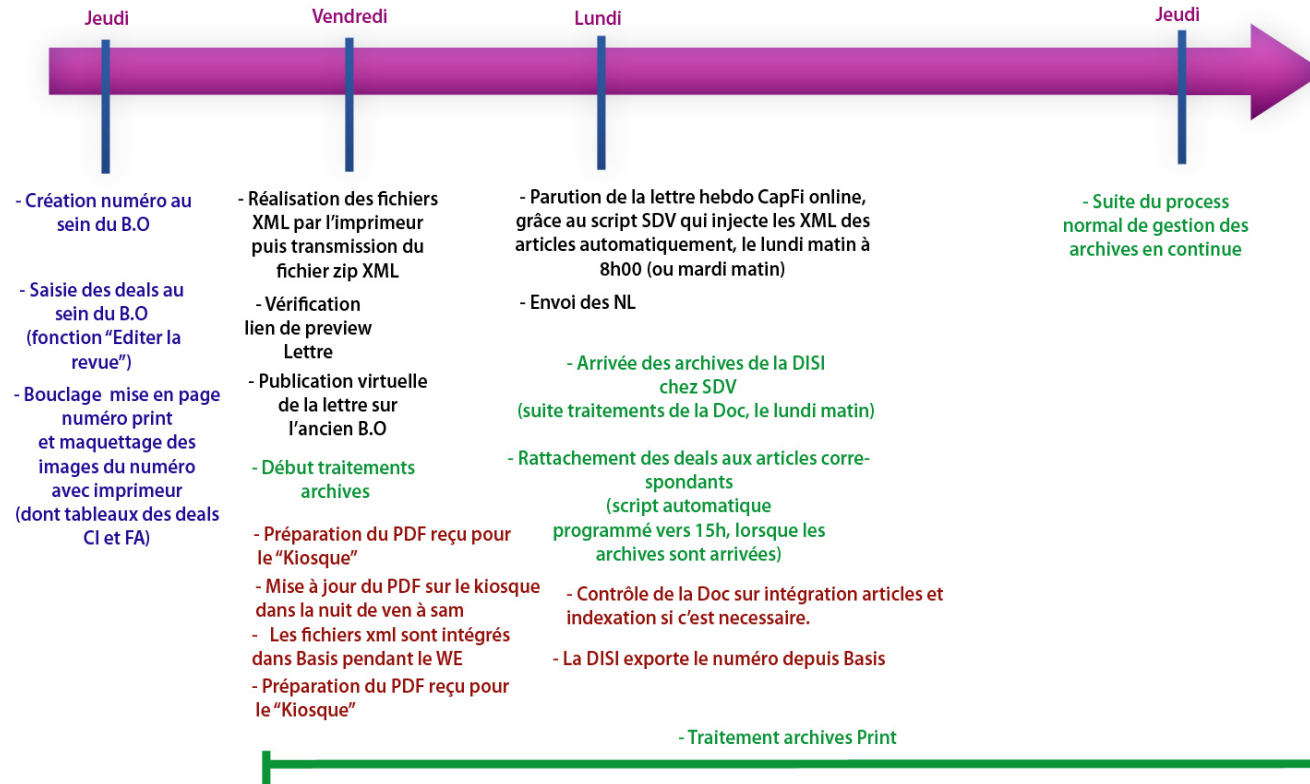 Jeudi
Vendredi
Lundi
Jeudi
- Création numéro au
sein du B.O
- Saisie des deals au
sein du B.O
(fonction “Editer la
revue”)
- Bouclage mise en page
numéro print
et maquettage des
images du numéro
avec imprimeur
(dont tableaux des deals
CI et FA)
- Réalisation des fichiers
XML par l’imprimeur
puis transmission du
fichier zip XML
- Vérification
lien de preview
Lettre
- Publication virtuelle
de la lettre sur
l’ancien B.O
- Début traitements
archives
- Préparation du PDF reçu pour
le “Kiosque”
- Mise à jour du PDF sur le kiosque
dans la nuit de ven à sam
- Les fichiers xml sont intégrés
dans Basis pendant le WE
- Préparation du PDF reçu pour
le “Kiosque”
- Parution de la lettre hebdo CapFi online,
grâce au script SDV qui injecte les XML des
articles automatiquement, le lundi matin à
8h00 (ou mardi matin)
- Envoi des NL
- Arrivée des archives de la DISI
chez SDV
(suite traitements de la Doc, le lundi matin)
- Rattachement des deals aux articles corre-
spondants
(script automatique
programmé vers 15h, lorsque les
archives sont arrivées)
- Contrôle de la Doc sur intégration articles et
indexation si c’est necessaire.
- La DISI exporte le numéro depuis Basis
- Suite du process
normal de gestion des
archives en continue
- Traitement archives Print